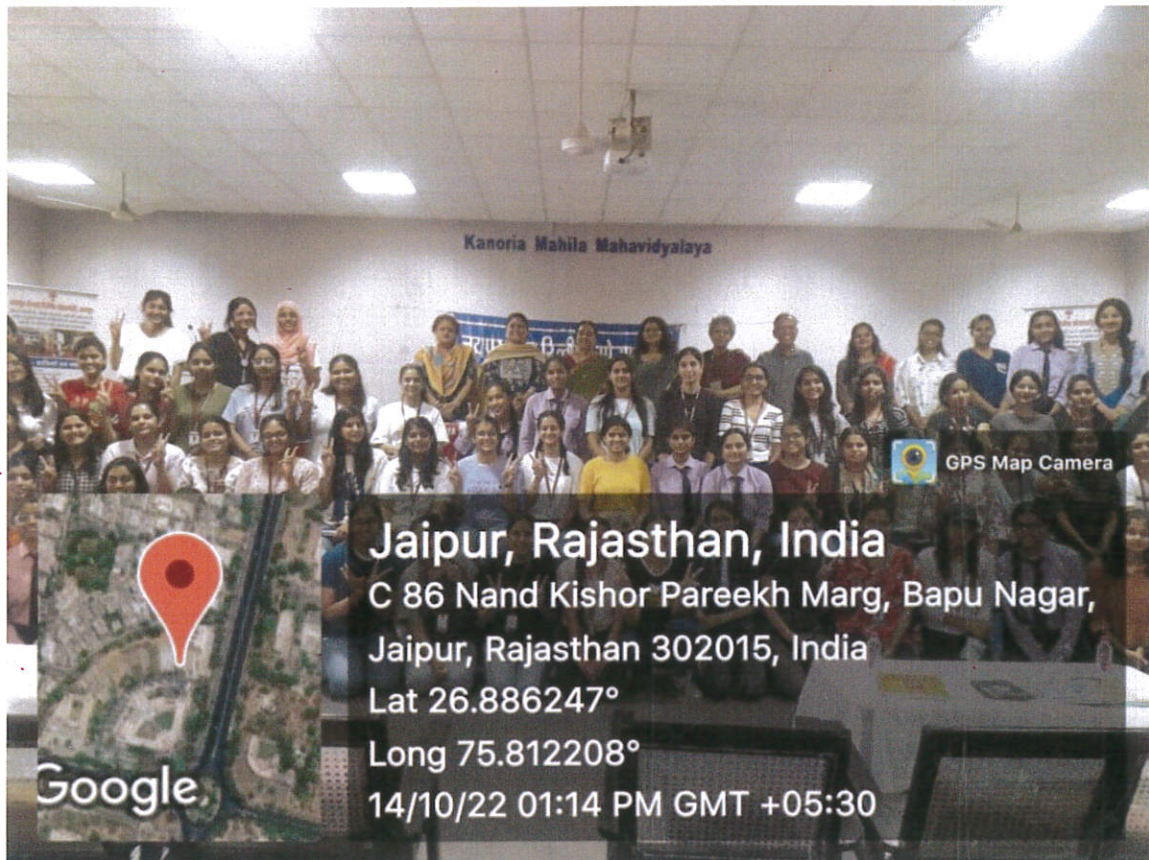 Kanoria Mahila Mahavidyalaya
GPS Map Camera
Jaipur, Rajasthan, India
C 86 Nand Kishor Pareekh Marg, Bapu Nagar,
Jaipur, Rajasthan 302015, India
Lat 26.886247°
Long 75.812208°
14/10/22 01:14 PM GMT +05:30
Google